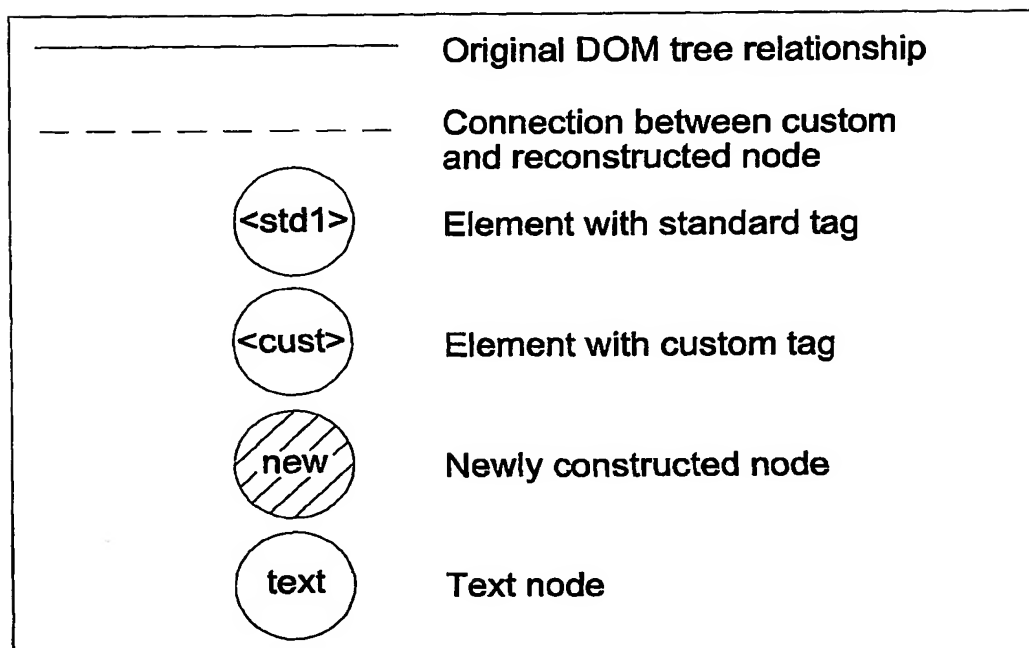 Original DOM tree relationship
Connection between custom
and reconstructed node
<std1> Element with standard tag
<cust> Element with custom tag
new Newly constructed node
text Text node